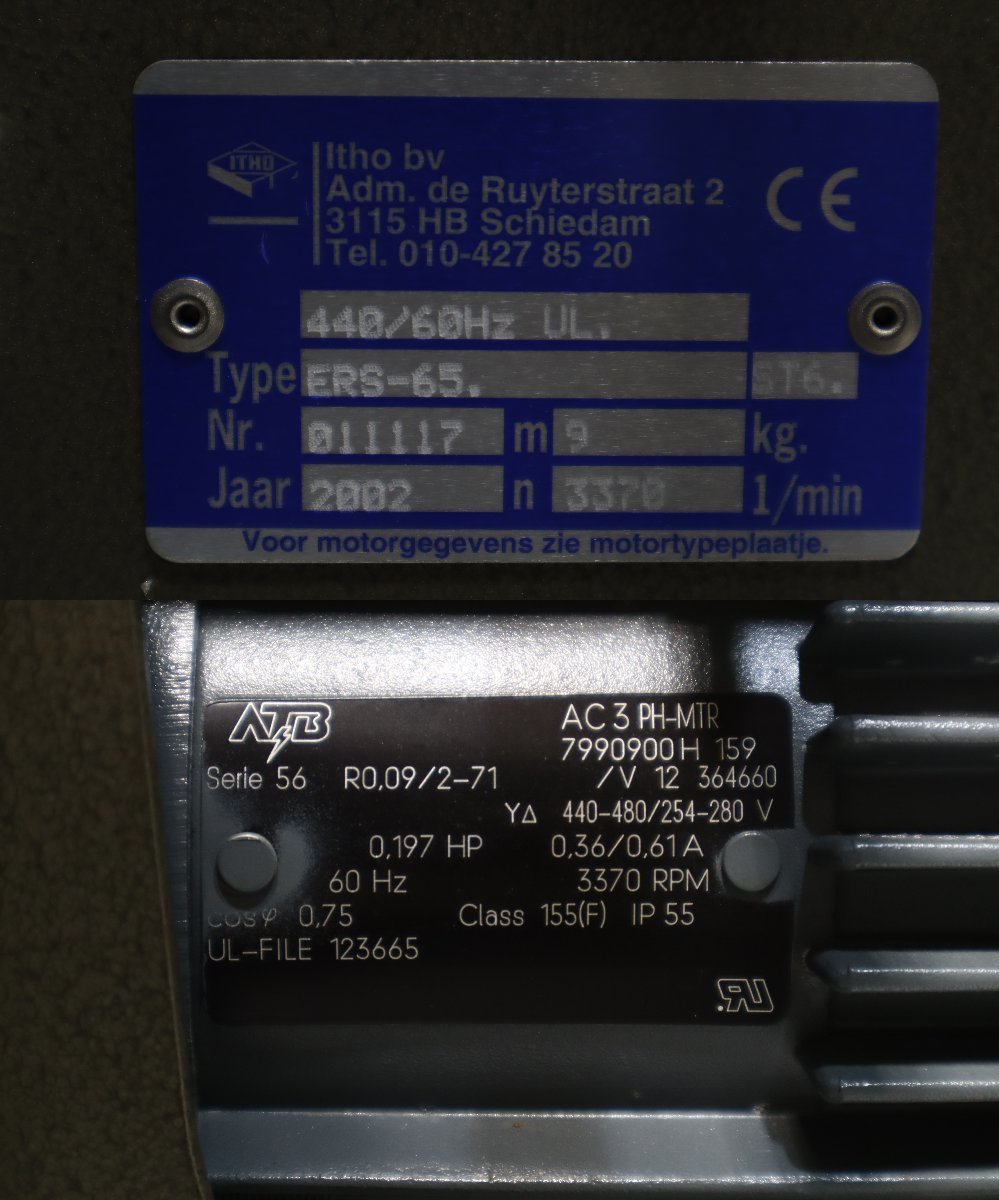 ITHO
Itho bv
Adm. de Ruyterstraat 2
3115 HB Schiedam
Tel. 010-427 85 20
CE
440/60Hz UL.
Type ERS-65. ST6.
Nr. 011117 m 9 kg.
Jaar 2002 n 3370 1/min
Voor motorgegevens zie motortypeplaatje.
ATB
AC 3 PH-MTR
7990900 H 159
Serie 56 R0,09/2-71 /V 12 364660
Y∆ 440-480/254-280 V
0,197 HP 0,36/0,61 A
60 Hz 3370 RPM
cosφ 0,75 Class 155(F) IP 55
UL-FILE 123665
UR